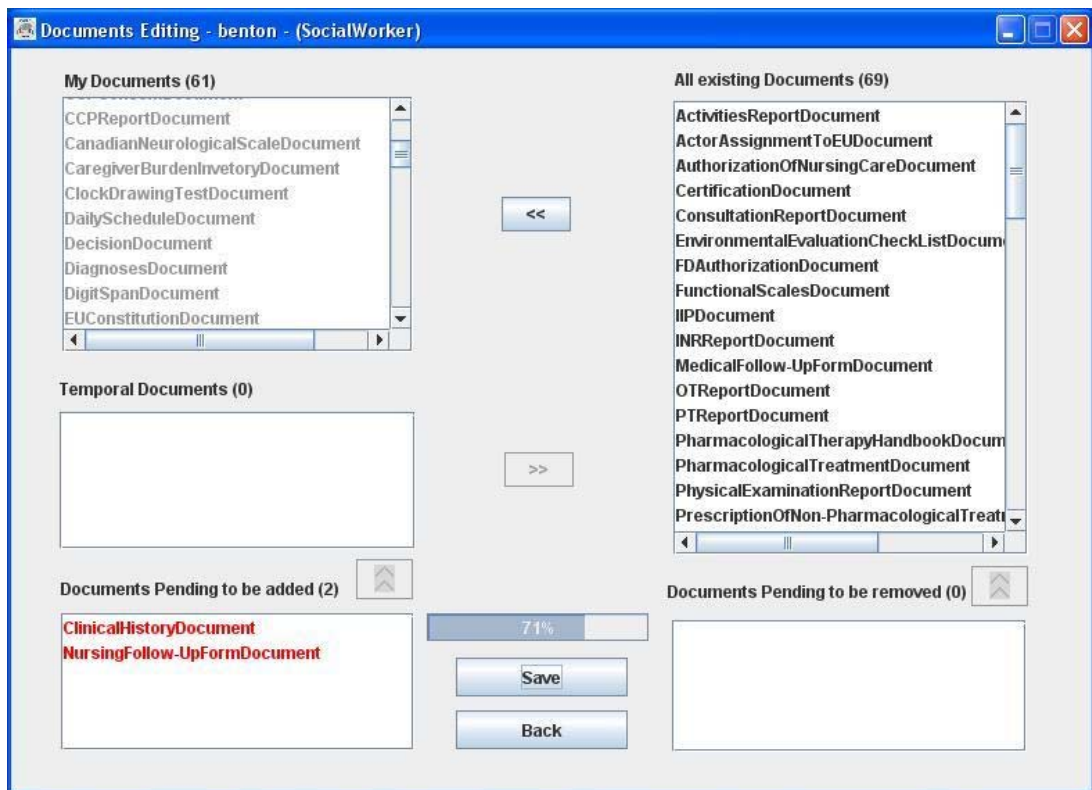 Documents Editing - benton - (SocialWorker)
My Documents (61)
CCPReportDocument
CanadianNeurologicalScaleDocument
CaregiverBurdenInvetoryDocument
ClockDrawingTestDocument
DailyScheduleDocument
DecisionDocument
DiagnosesDocument
DigitSpanDocument
EUConstitutionDocument
Temporal Documents (0)
Documents Pending to be added (2)
ClinicalHistoryDocument
NursingFollow-UpFormDocument
<<
>>
71%
Save
Back
All existing Documents (69)
ActivitiesReportDocument
ActorAssignmentToEUDocument
AuthorizationOfNursingCareDocument
CertificationDocument
ConsultationReportDocument
EnvironmentalEvaluationCheckListDocum
FDAuthorizationDocument
FunctionalScalesDocument
IIPDocument
INRReportDocument
MedicalFollow-UpFormDocument
OTReportDocument
PTReportDocument
PharmacologicalTherapyHandbookDocum
PharmacologicalTreatmentDocument
PhysicalExaminationReportDocument
PrescriptionOfNon-PharmacologicalTreat
Documents Pending to be removed (0)